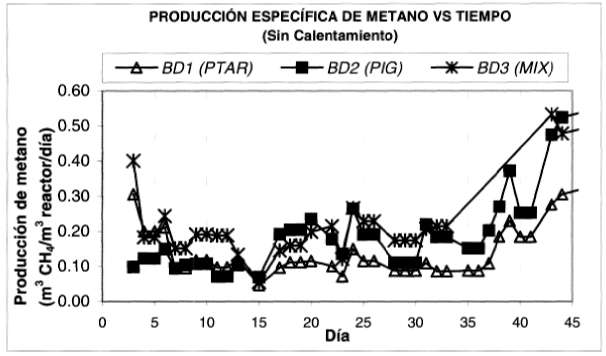 PRODUCCIÓN ESPECÍFICA DE METANO VS TIEMPO
(Sin Calentamiento)
BD1 (PTAR) BD2 (PIG) BD3 (MIX)
Producción de metano
(m³ CH₄/m³ reactor/día)
0.60
0.50
0.40
0.30
0.20
0.10
0.00
0 5 10 15 20 25 30 35 40 45
Día